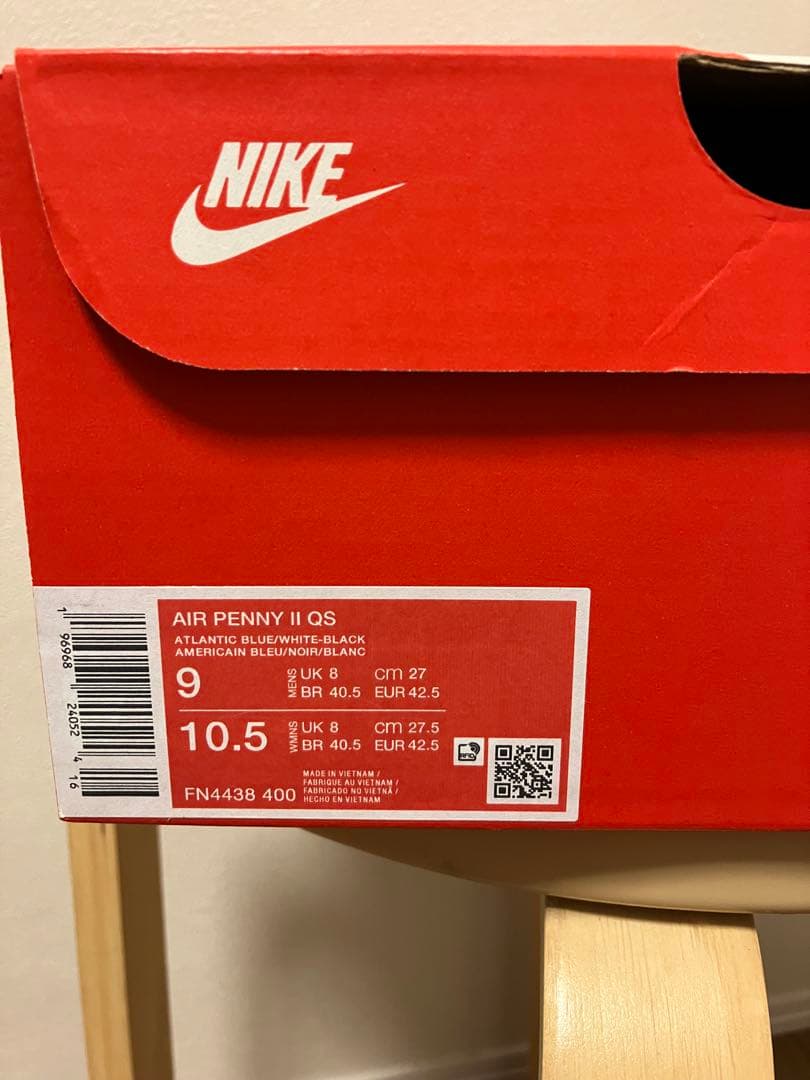 NIKE
AIR PENNY II QS
ATLANTIC BLUE/WHITE-BLACK
AMERICAIN BLEU/NOIR/BLANC
9
MENS
UK 8 cm 27
BR 40.5 EUR 42.5
10.5
WMNS
UK 8 cm 27.5
BR 40.5 EUR 42.5
FN4438 400
MADE IN VIETNAM /
FABRIQUE AU VIETNAM /
FABRICADO NO VIETNÃ /
HECHO EN VIETNAM
1 96968 24052 4 16